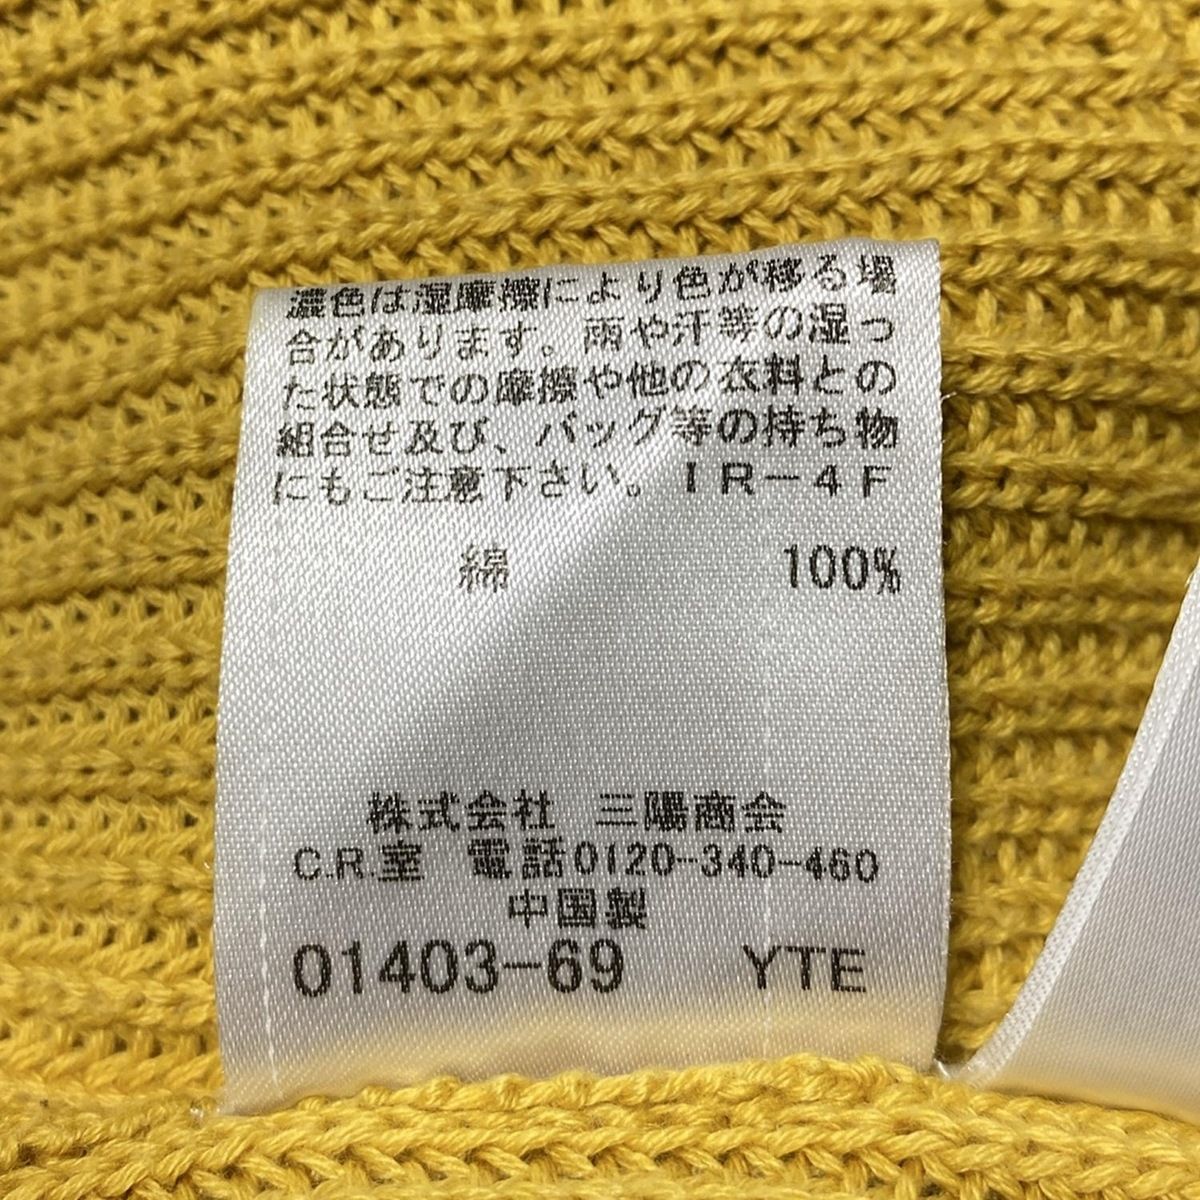 濃色は湿摩擦により色が移る場
合があります。雨や汗等の湿っ
た状態での摩擦や他の衣料との
組合せ及び、バッグ等の持ち物
にもご注意下さい。IR-4F
綿 100%
株式会社 三陽商会
C.R.室 電話0120-340-460
中国製
01403-69 YTE